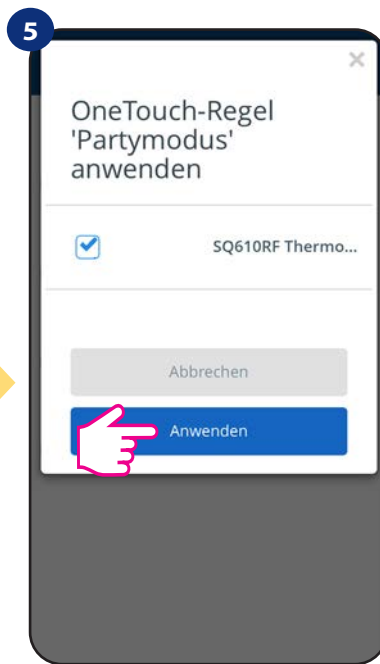 5
OneTouch-Regel
'Partymodus'
anwenden
SQ610RF Thermo...
Abbrechen
Anwenden